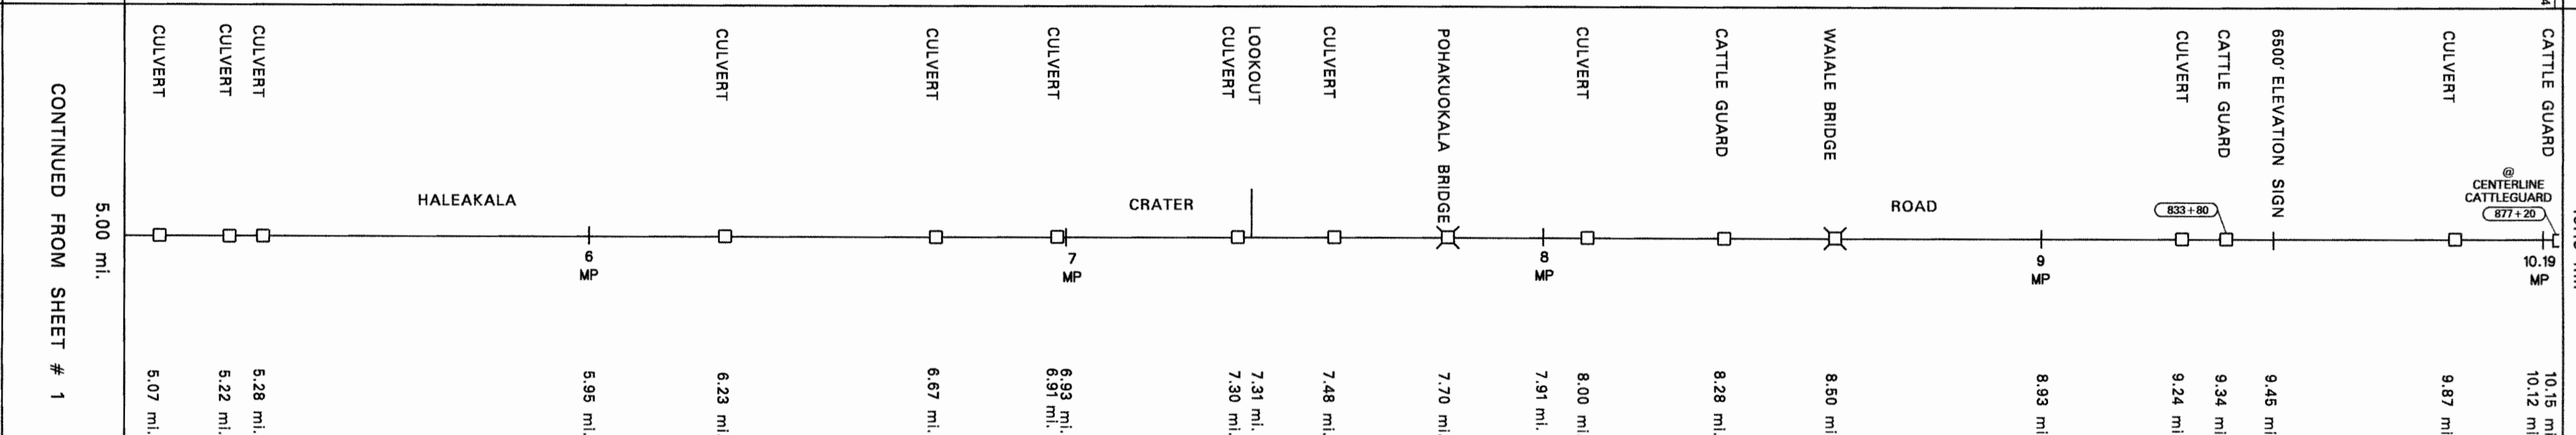 CONTINUED FROM SHEET # 1
5.00 mi.
CULVERT
CULVERT
CULVERT
CULVERT
CULVERT
CULVERT
CULVERT
LOOKOUT
CULVERT
POHAKUOKALA BRIDGE
CULVERT
CATTLE GUARD
WAIALE BRIDGE
CULVERT
CATTLE GUARD
6500' ELEVATION SIGN
CULVERT
CATTLE GUARD
HALEAKALA
CRATER
ROAD
833+80
@
CENTERLINE
CATTLEGUARD
877+20
6
MP
7
MP
8
MP
9
MP
10.19
MP
5.07 mi.
5.22 mi.
5.28 mi.
5.95 mi.
6.23 mi.
6.67 mi.
6.91 mi.
6.93 mi.
7.30 mi.
7.31 mi.
7.48 mi.
7.70 mi.
7.91 mi.
8.00 mi.
8.28 mi.
8.50 mi.
8.93 mi
9.24 mi
9.34 mi
9.45 mi
9.87 mi
10.12 mi
10.15 mi